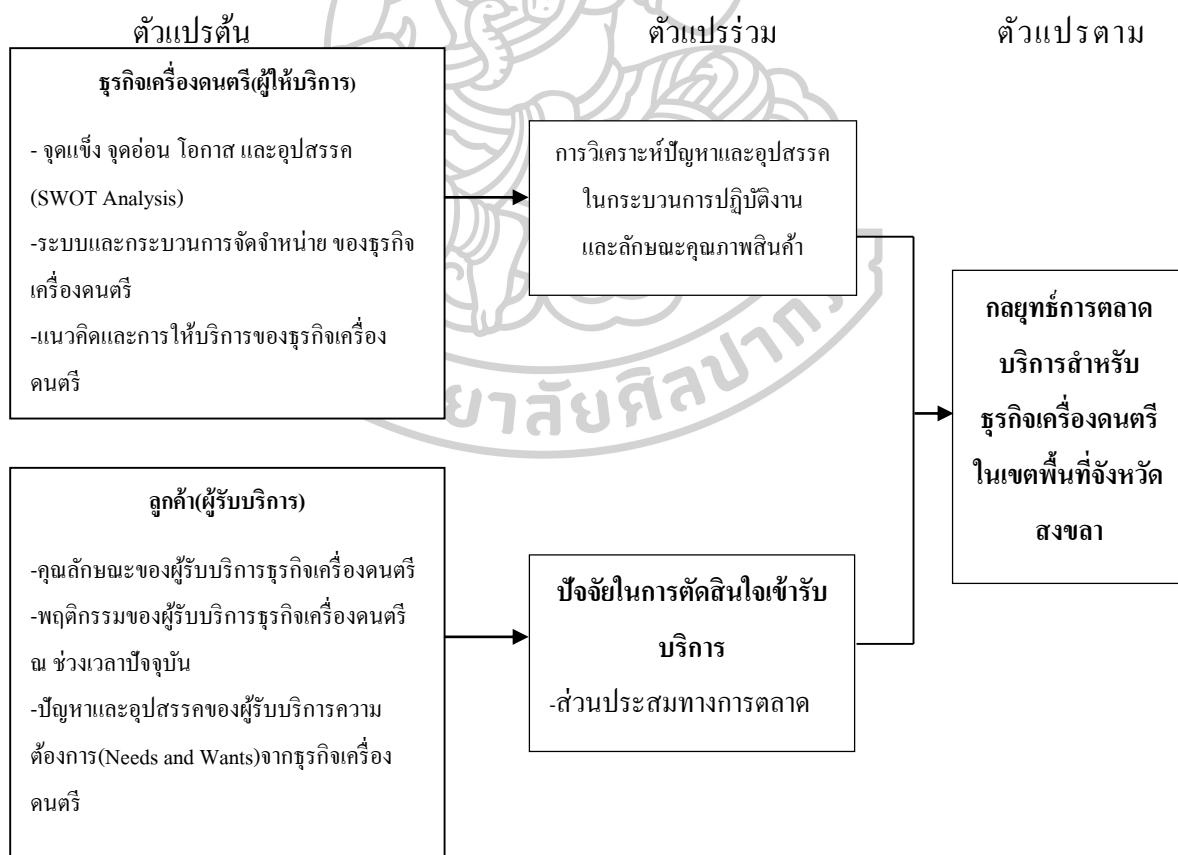 ตัวแปรต้น
ตัวแปรร่วม
ตัวแปรตาม
ธุรกิจเครื่องดนตรี(ผู้ให้บริการ)
- จุดแข็ง จุดอ่อน โอกาส และอุปสรรค
(SWOT Analysis)
-ระบบและกระบวนการจัดจำหน่าย ของธุรกิจ
เครื่องดนตรี
-แนวคิดและการให้บริการของธุรกิจเครื่อง
ดนตรี
การวิเคราะห์ปัญหาและอุปสรรค
ในกระบวนการปฏิบัติงาน
และลักษณะคุณภาพสินค้า
กลยุทธ์การตลาด
บริการสำหรับ
ธุรกิจเครื่องดนตรี
ในเขตพื้นที่จังหวัด
สงขลา
ลูกค้า(ผู้รับบริการ)
-คุณลักษณะของผู้รับบริการธุรกิจเครื่องดนตรี
-พฤติกรรมของผู้รับบริการธุรกิจเครื่องดนตรี
ณ ช่วงเวลาปัจจุบัน
-ปัญหาและอุปสรรคของผู้รับบริการความ
ต้องการ(Needs and Wants)จากธุรกิจเครื่อง
ดนตรี
ปัจจัยในการตัดสินใจเข้ารับ
บริการ
-ส่วนประสมทางการตลาด
ยาลัยศิลปากร